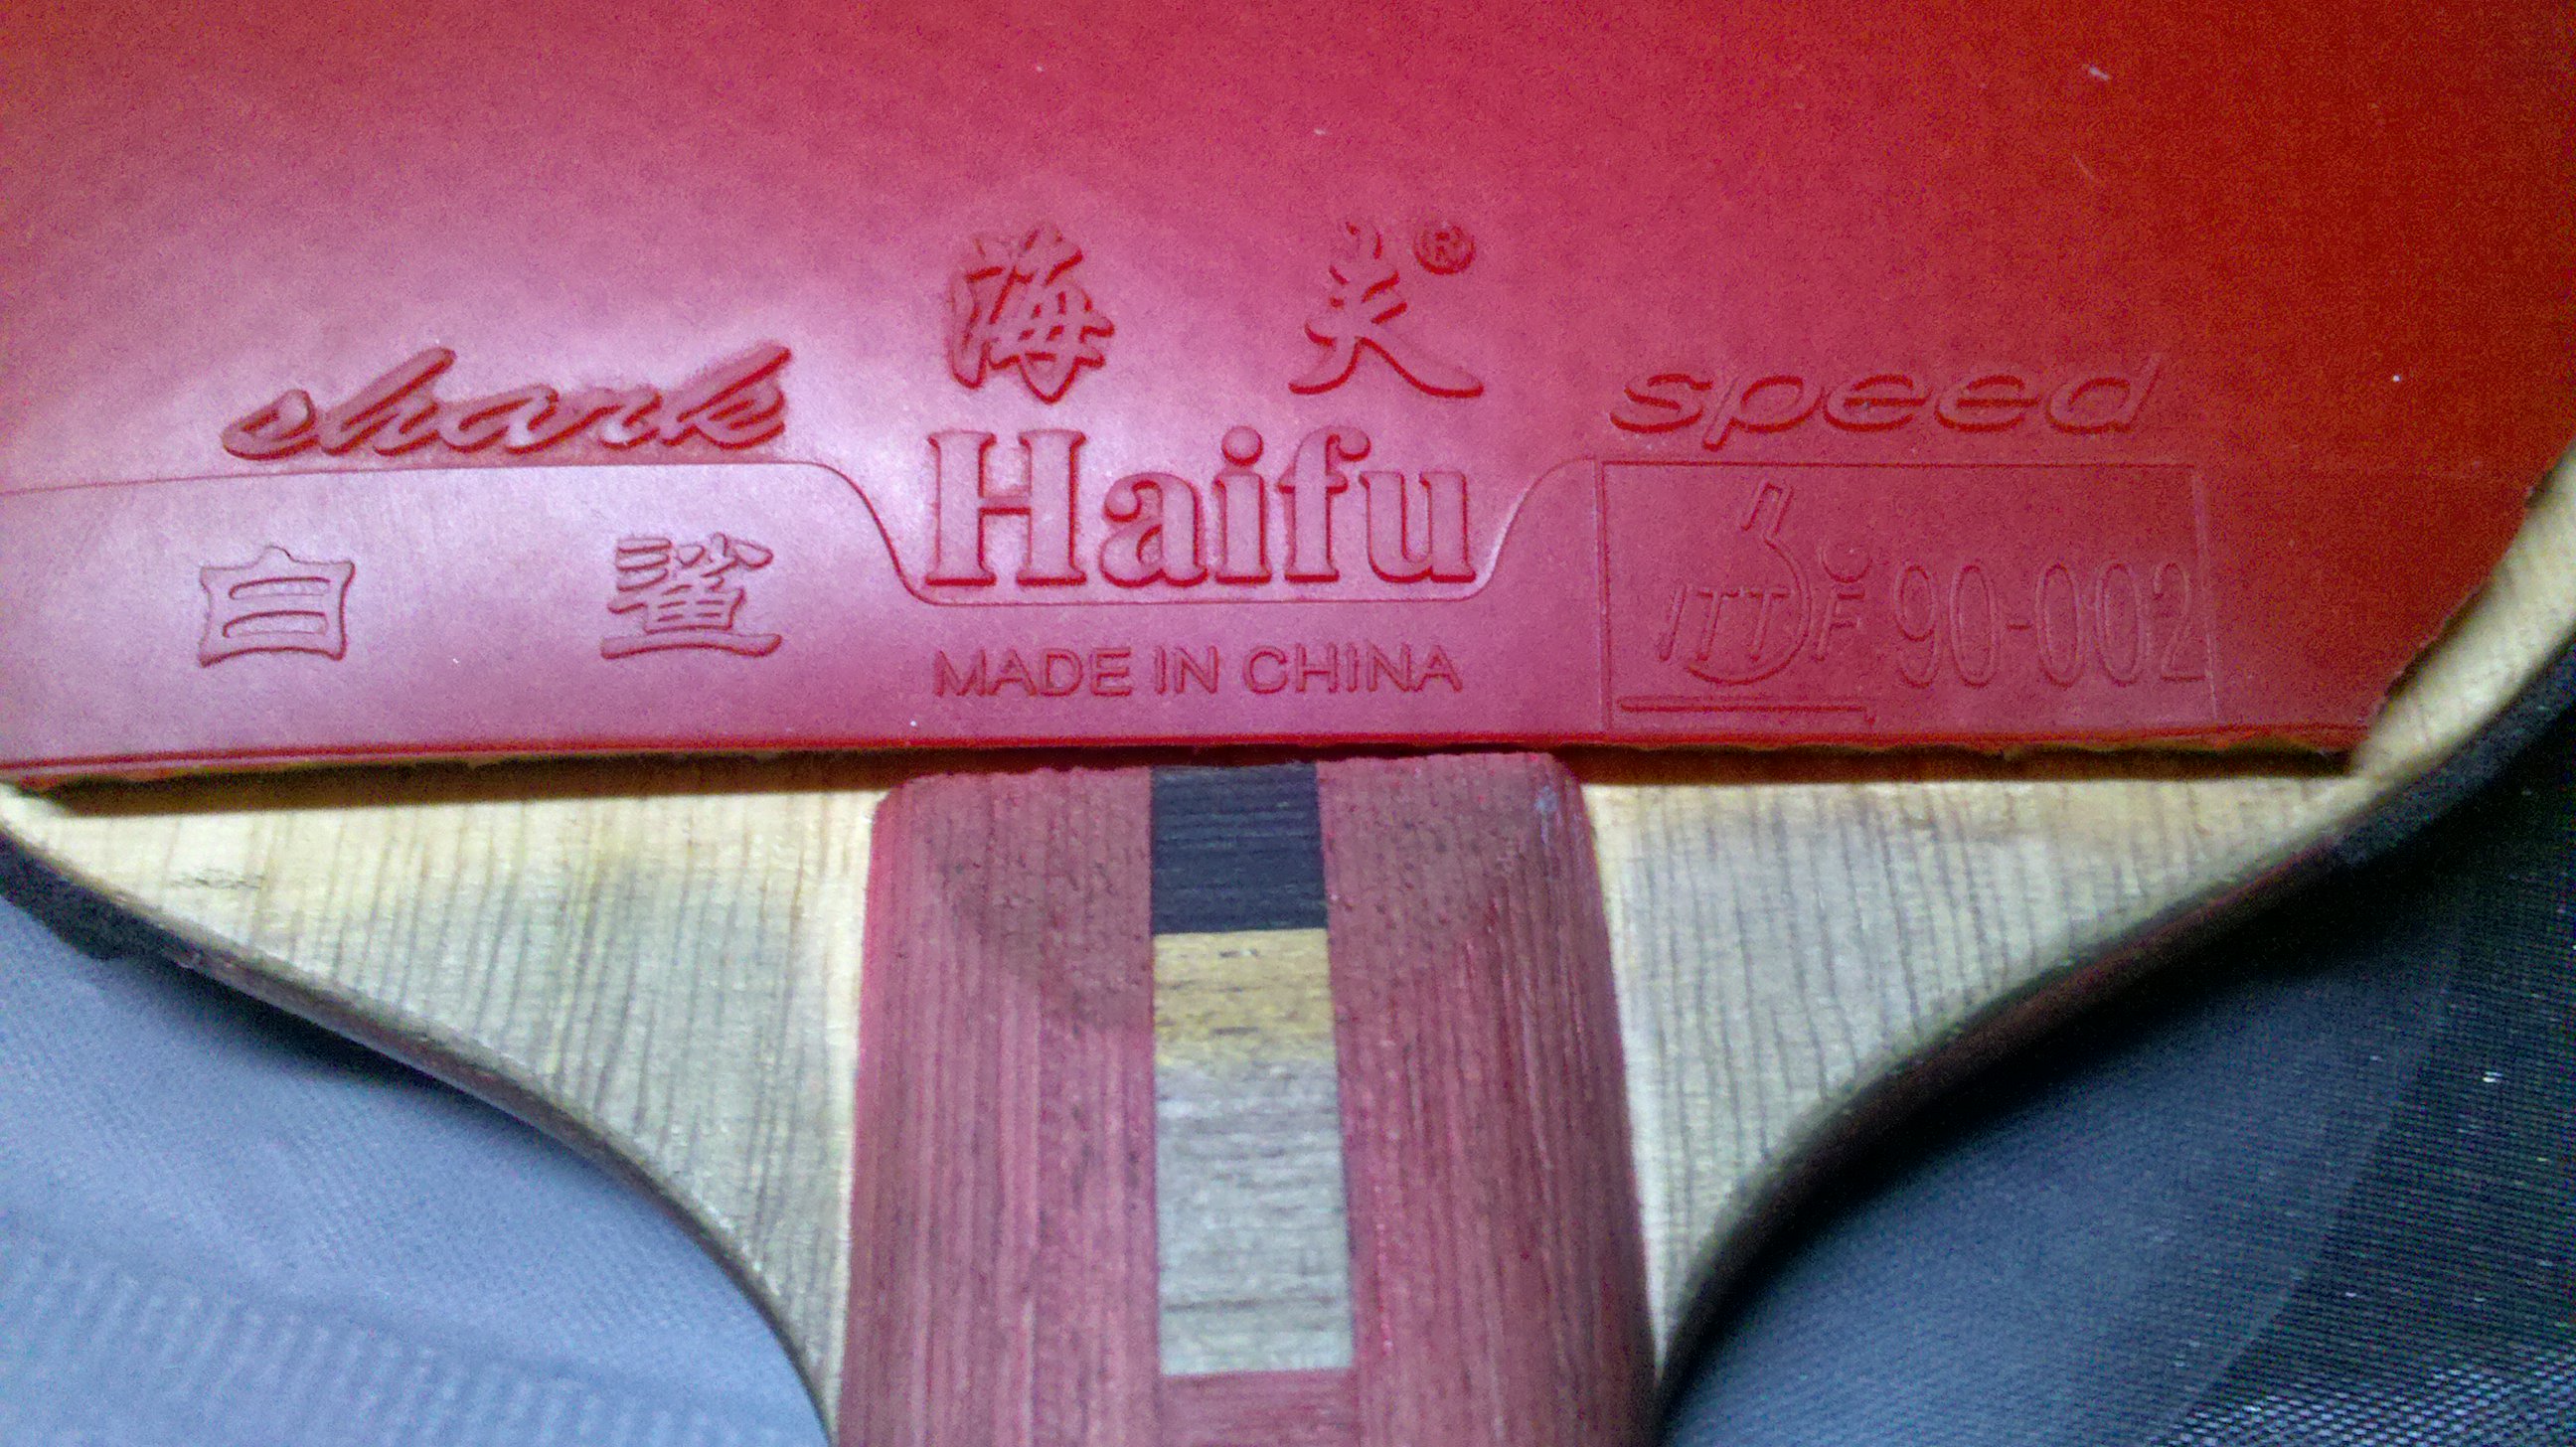 海夫®
shark
speed
Haifu
白鲨
MADE IN CHINA
ITTF 90-002